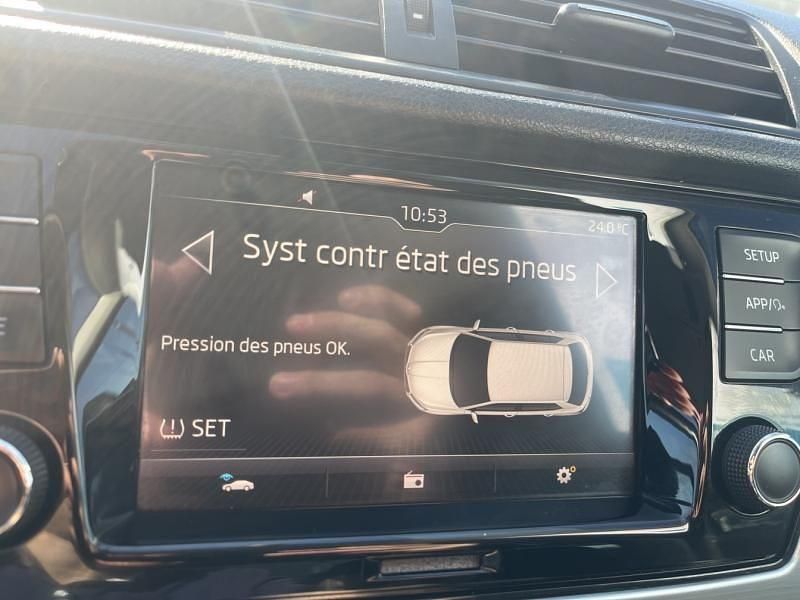 10:53
24.0 °C
Syst contr état des pneus
Pression des pneus OK.
SET
SETUP
APP/
CAR